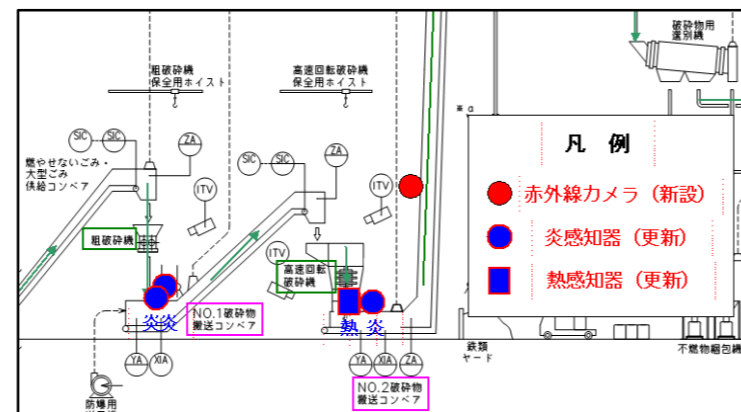 破砕物用
選別機
粗破砕機
保全用ホイスト
高速回転破砕機
保全用ホイスト
※a
SIC
SIC
ZA
SIC
SIC
ZA
燃やせないごみ・
大型ごみ
供給コンベア
ITV
ITV
凡 例
赤外線カメラ（新設）
炎感知器（更新）
熱感知器（更新）
粗破砕機
ITV
高速回転
破砕機
炎炎
NO.1破砕物
搬送コンベア
熱 炎
鉄類
ヤード
不燃物梱包機
YA
XIA
YA
XIA
ZA
NO.2破砕物
搬送コンベア
防爆用